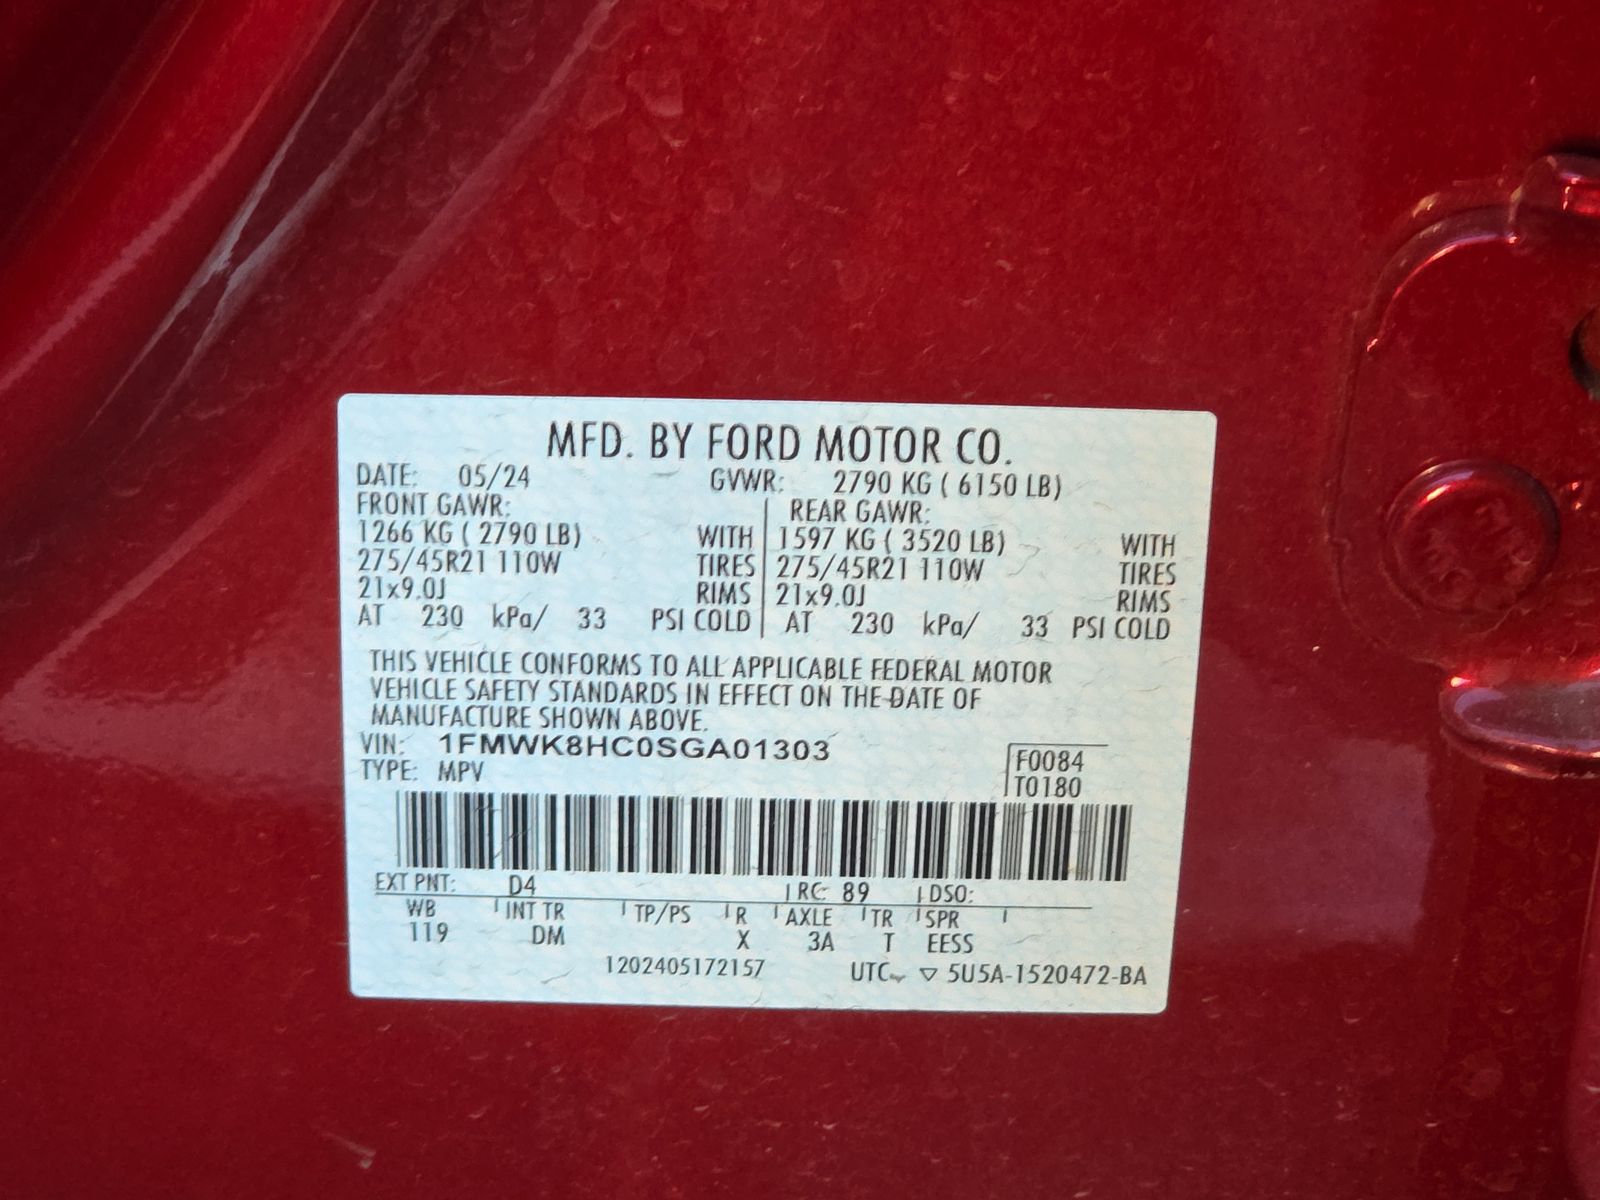 MFD. BY FORD MOTOR CO.
DATE: 05/24 GVWR: 2790 KG ( 6150 LB)
FRONT GAWR: REAR GAWR:
1266 KG ( 2790 LB) WITH 1597 KG ( 3520 LB) WITH
275/45R21 110W TIRES 275/45R21 110W TIRES
21x9.0J RIMS 21x9.0J RIMS
AT 230 kPa/ 33 PSI COLD AT 230 kPa/ 33 PSI COLD
THIS VEHICLE CONFORMS TO ALL APPLICABLE FEDERAL MOTOR
VEHICLE SAFETY STANDARDS IN EFFECT ON THE DATE OF
MANUFACTURE SHOWN ABOVE.
VIN: 1FMWK8HC0SGA01303 F0084
TYPE: MPV T0180
EXT PNT: D4 RC: 89 DSO:
WB INT TR TP/PS R AXLE TR SPR
119 DM X 3A T EESS
1202405172157 UTC ▽ 5U5A-1520472-BA